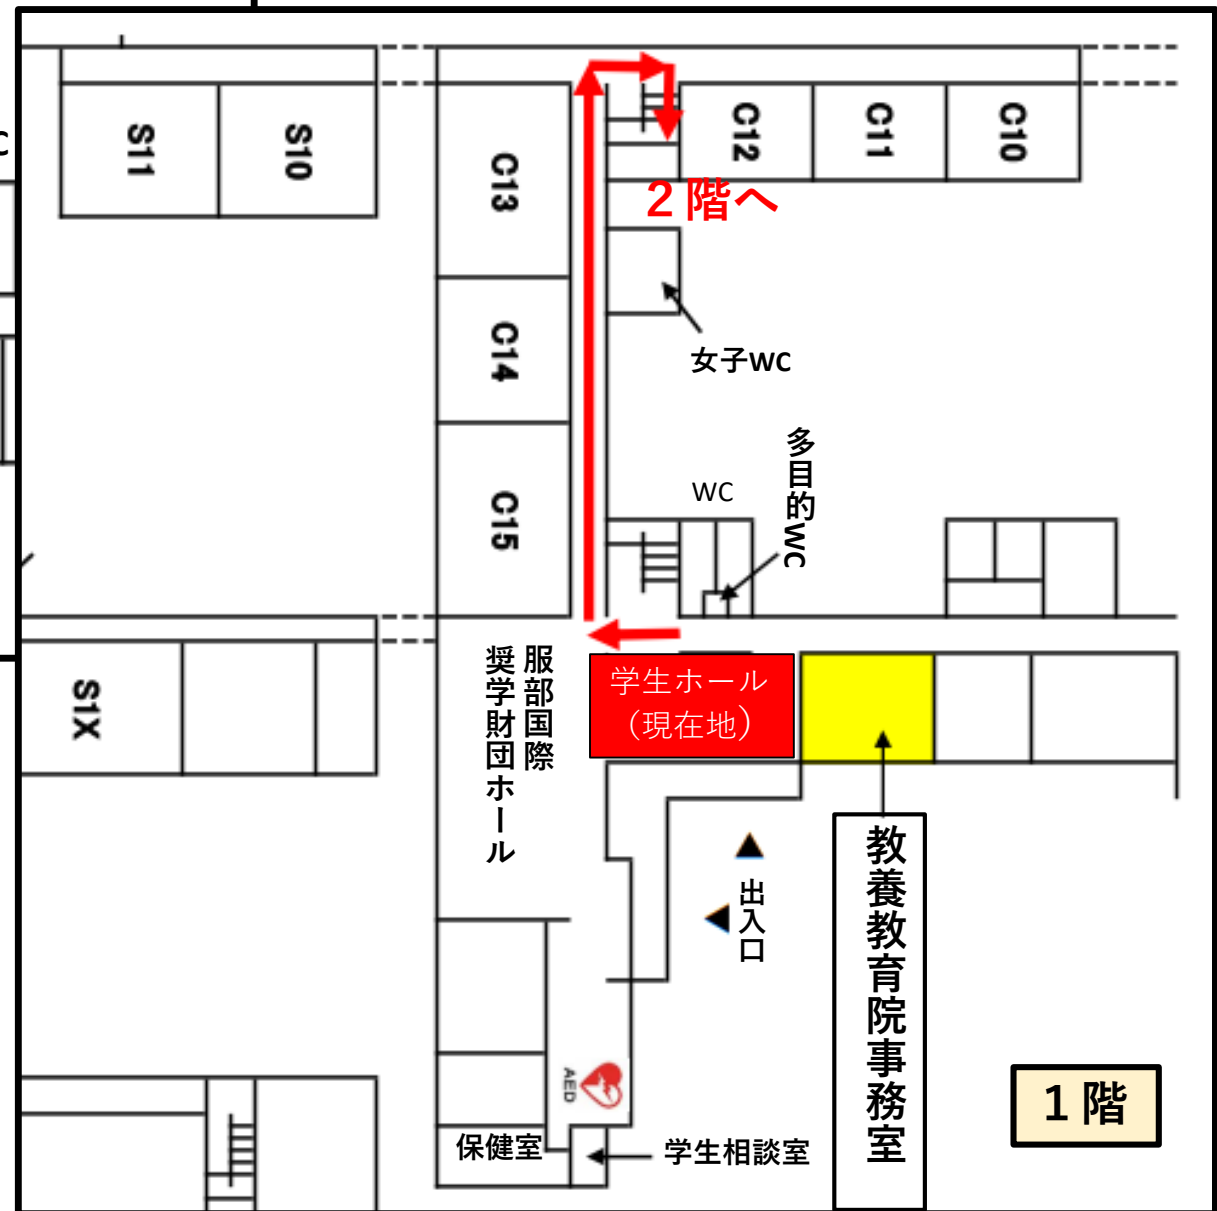 C
S11
S10
C13
C12
C11
C10
２階へ
女子WC
C14
多目的WC
WC
C15
S1X
服部国際
奨学財団ホール
学生ホール
（現在地）
出入口
教養教育院事務室
AED
1階
保健室
学生相談室